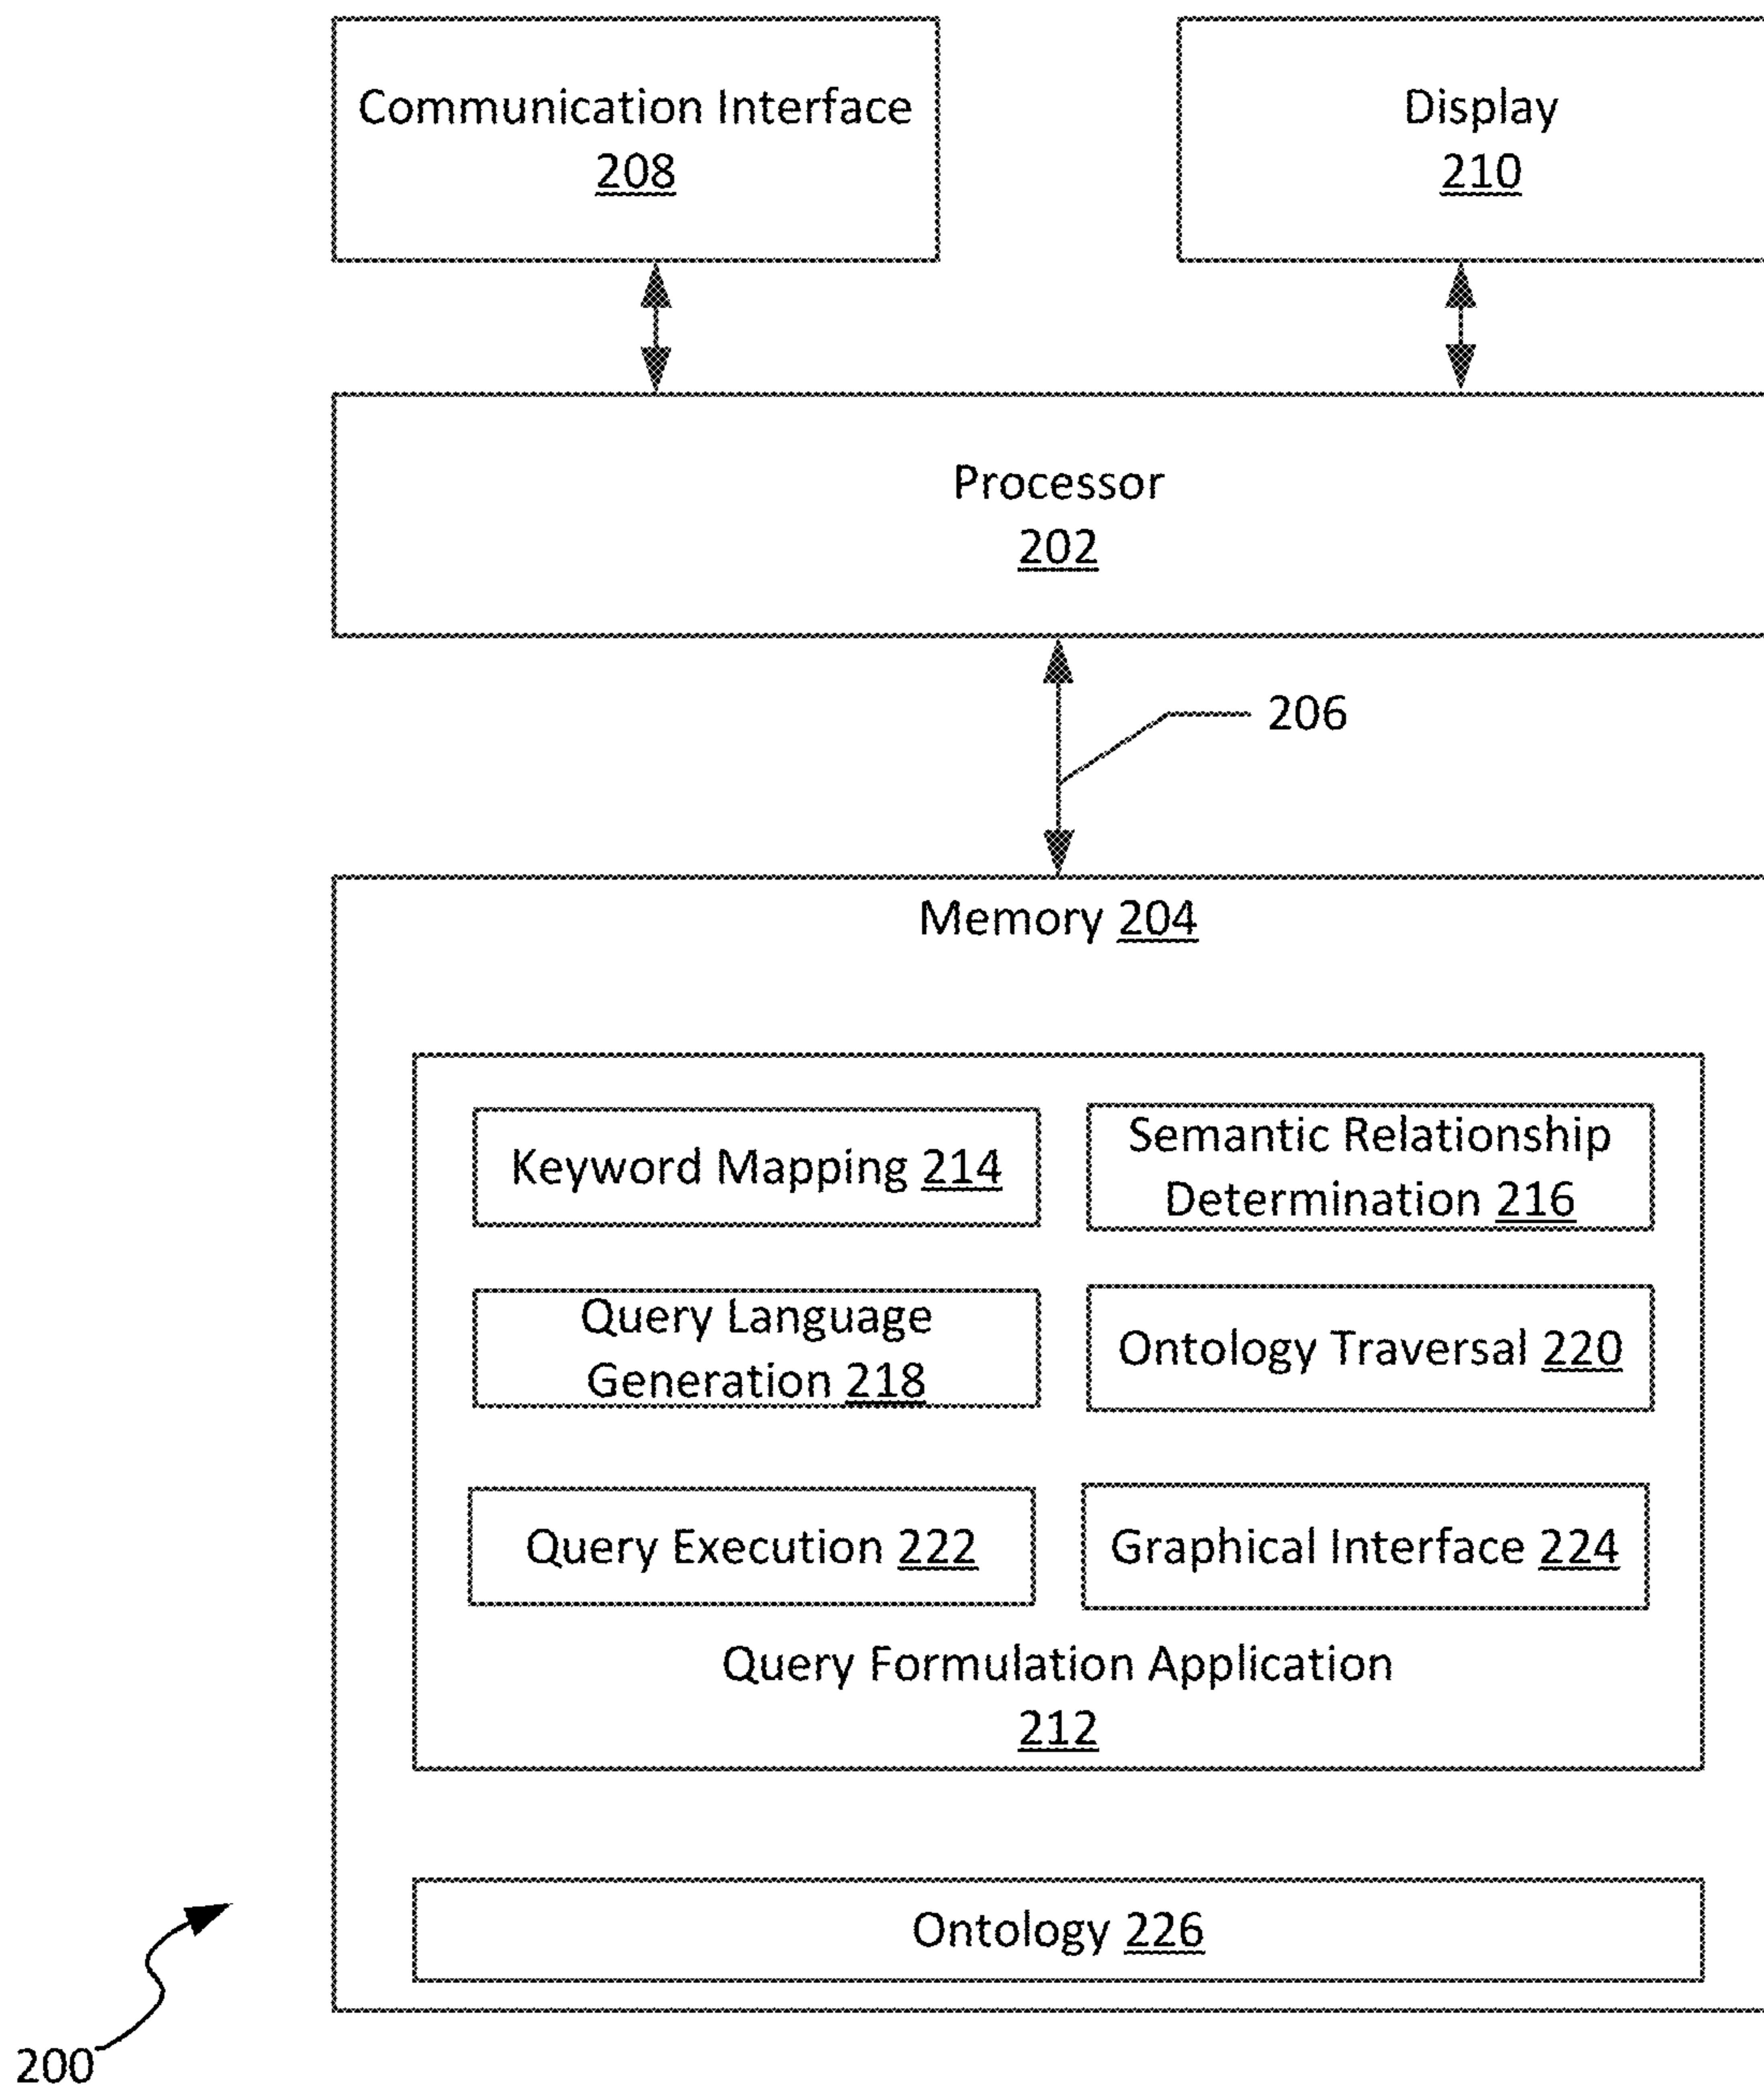 Communication Interface
208
Display
210
Processor
202
206
Memory 204
Keyword Mapping 214
Semantic Relationship
Determination 216
Query Language
Generation 218
Ontology Traversal 220
Query Execution 222
Graphical Interface 224
Query Formulation Application
212
Ontology 226
200